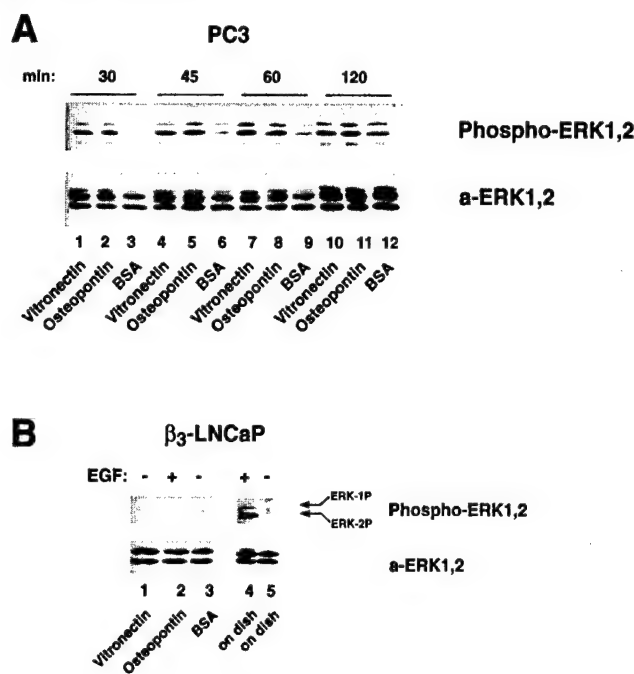 A
PC3
min: 30 45 60 120
Phospho-ERK1,2
a-ERK1,2
1 2 3 4 5 6 7 8 9 10 11 12
Vitronectin Osteopontin BSA Vitronectin Osteopontin BSA Vitronectin Osteopontin BSA Vitronectin Osteopontin BSA
B
β3-LNCaP
EGF: - + - + -
ERK-1P
Phospho-ERK1,2
ERK-2P
a-ERK1,2
1 2 3 4 5
Vitronectin Osteopontin BSA on dish on dish